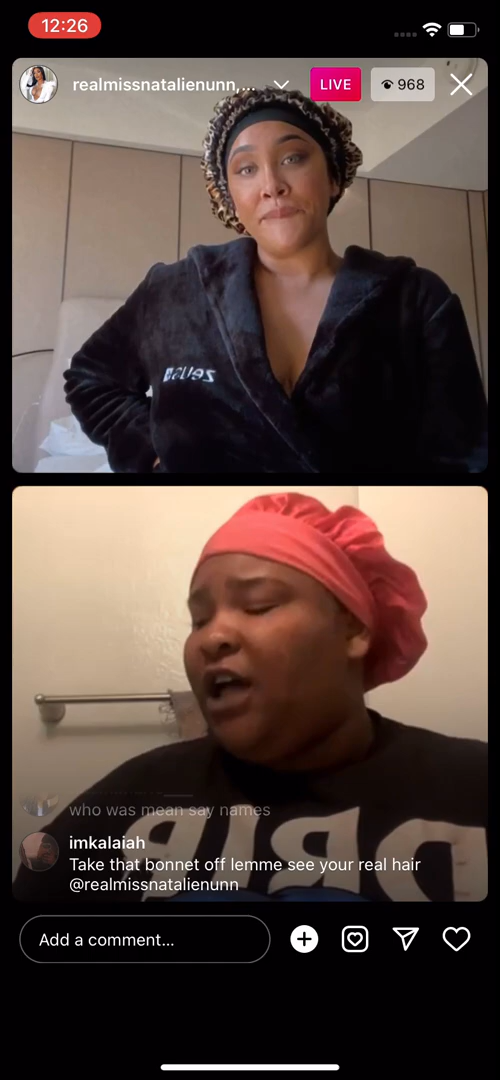 12:26
realmissnatalienunn,... LIVE 968
who was mean say names
imkalaiah
Take that bonnet off lemme see your real hair
@realmissnatalienunn
Add a comment...